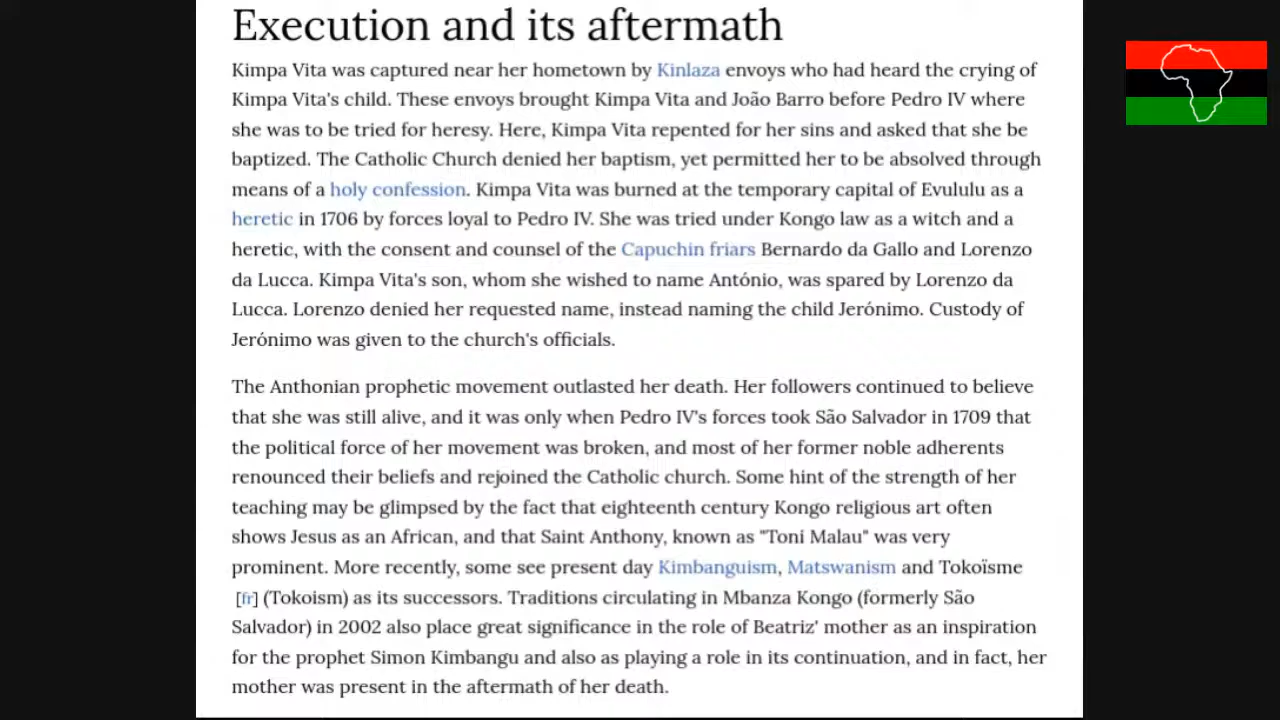 Execution and its aftermath
Kimpa Vita was captured near her hometown by Kinlaza envoys who had heard the crying of
Kimpa Vita's child. These envoys brought Kimpa Vita and João Barro before Pedro IV where
she was to be tried for heresy. Here, Kimpa Vita repented for her sins and asked that she be
baptized. The Catholic Church denied her baptism, yet permitted her to be absolved through
means of a holy confession. Kimpa Vita was burned at the temporary capital of Evululu as a
heretic in 1706 by forces loyal to Pedro IV. She was tried under Kongo law as a witch and a
heretic, with the consent and counsel of the Capuchin friars Bernardo da Gallo and Lorenzo
da Lucca. Kimpa Vita's son, whom she wished to name António, was spared by Lorenzo da
Lucca. Lorenzo denied her requested name, instead naming the child Jerónimo. Custody of
Jerónimo was given to the church's officials.
The Anthonian prophetic movement outlasted her death. Her followers continued to believe
that she was still alive, and it was only when Pedro IV's forces took São Salvador in 1709 that
the political force of her movement was broken, and most of her former noble adherents
renounced their beliefs and rejoined the Catholic church. Some hint of the strength of her
teaching may be glimpsed by the fact that eighteenth century Kongo religious art often
shows Jesus as an African, and that Saint Anthony, known as "Toni Malau" was very
prominent. More recently, some see present day Kimbanguism, Matswanism and Tokoïsme
[fr] (Tokoism) as its successors. Traditions circulating in Mbanza Kongo (formerly São
Salvador) in 2002 also place great significance in the role of Beatriz' mother as an inspiration
for the prophet Simon Kimbangu and also as playing a role in its continuation, and in fact, her
mother was present in the aftermath of her death.